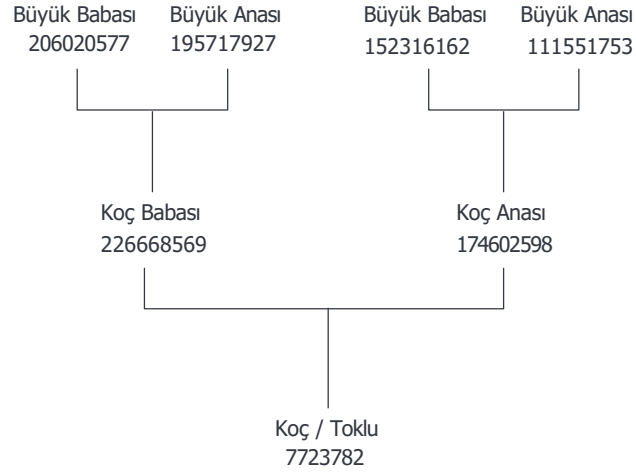 Büyük Babası Büyük Anası Büyük Babası Büyük Anası
206020577 195717927 152316162 111551753
Koç Babası Koç Anası
226668569 174602598
Koç / Toklu
7723782